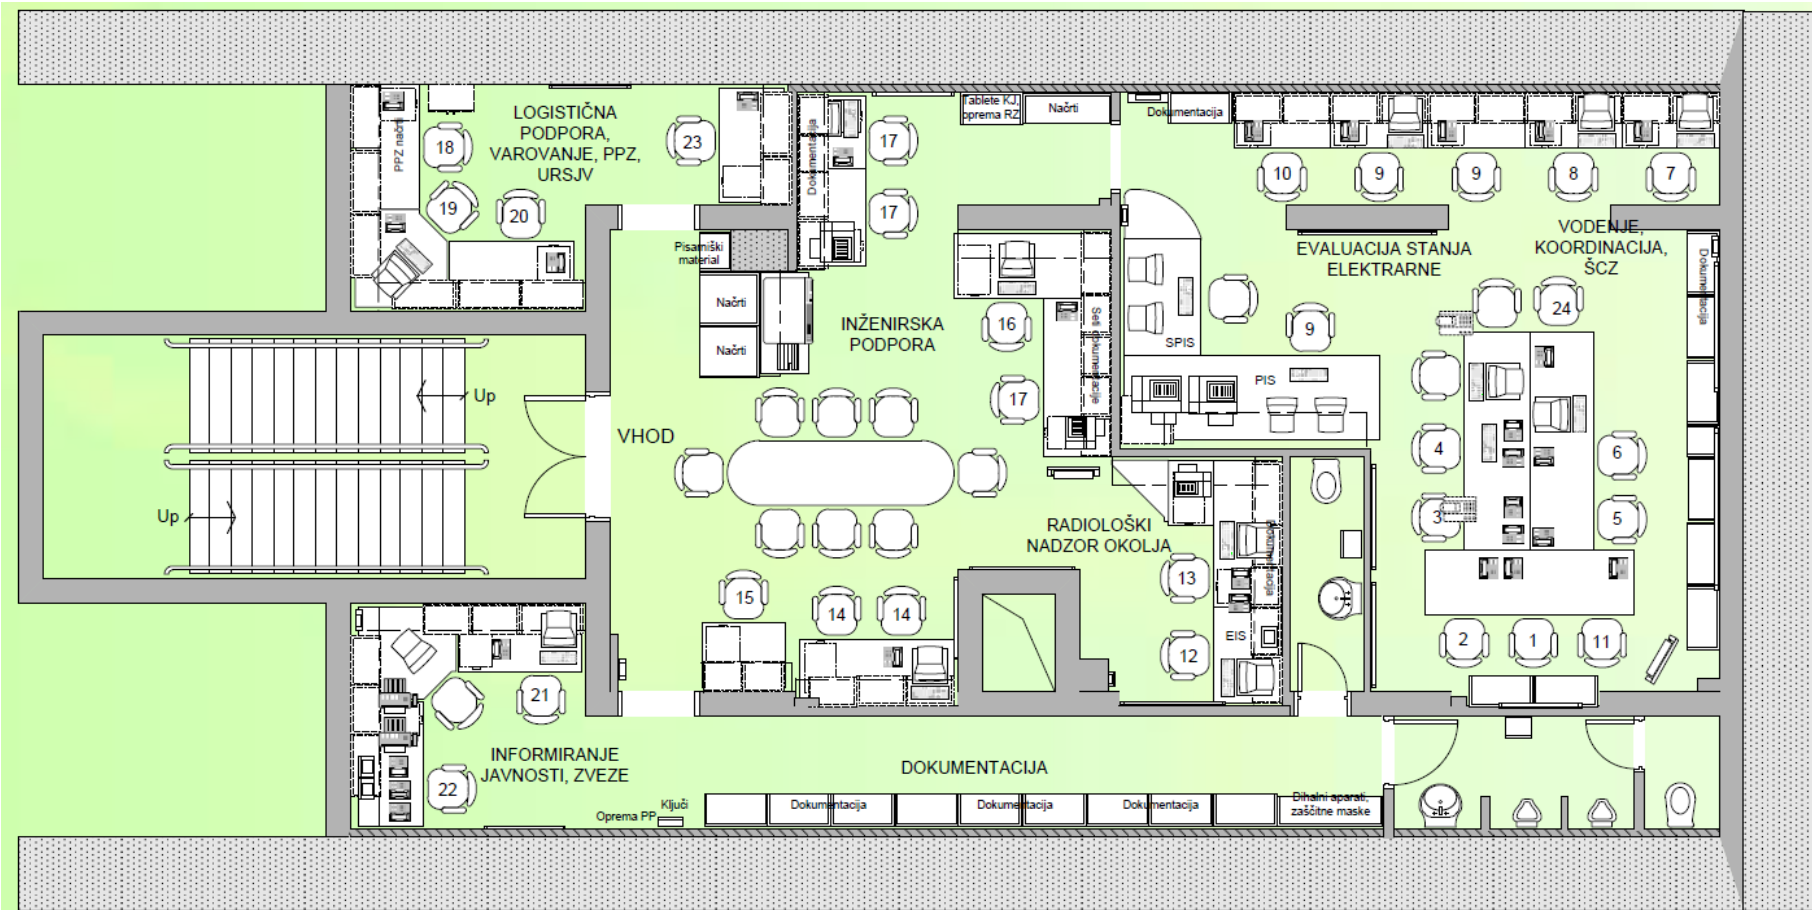 LOGISTIČNA
PODPORA,
VAROVANJE, PPZ,
URSJV
PPZ načrti
18
19
20
23
Pisarniški
material
Načrti
Načrti
Dokumentacija
17
17
Tablete KJ,
oprema RZ
Načrti
INŽENIRSKA
PODPORA
16
17
Seti dokumentacije
Dokumentacija
10
9
9
8
7
EVALUACIJA STANJA
ELEKTRARNE
VODENJE,
KOORDINACIJA,
ŠCZ
Dokumentacija
SPIS
9
24
PIS
4
3
6
5
2
1
11
Up
Up
VHOD
RADIOLOŠKI
NADZOR OKOLJA
Dokumentacija
13
12
EIS
15
14
14
21
22
INFORMIRANJE
JAVNOSTI, ZVEZE
DOKUMENTACIJA
Ključi
Oprema PP
Dokumentacija
Dokumentacija
Dokumentacija
Dihalni aparati,
zaščitne maske